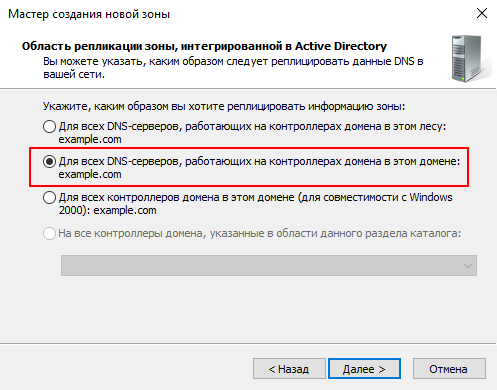 Мастер создания новой зоны
Область репликации зоны, интегрированной в Active Directory
Вы можете указать, каким образом следует реплицировать данные DNS в
вашей сети.
Укажите, каким образом вы хотите реплицировать информацию зоны:
Для всех DNS-серверов, работающих на контроллерах домена в этом лесу:
example.com
Для всех DNS-серверов, работающих на контроллерах домена в этом домене:
example.com
Для всех контроллеров домена в этом домене (для совместимости с Windows
2000): example.com
На все контроллеры домена, указанные в области данного раздела каталога:
< Назад
Далее >
Отмена